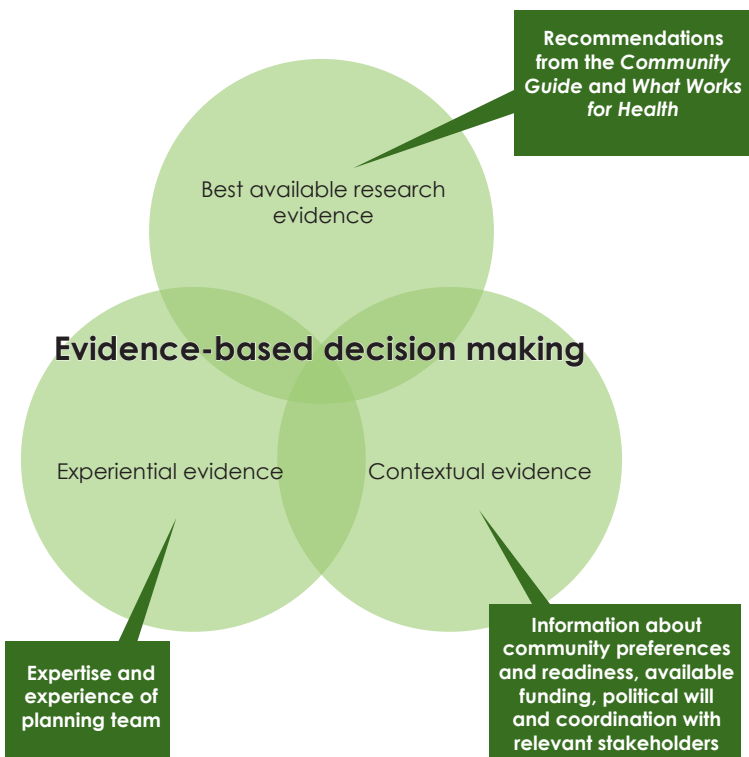 Recommendations
from the Community
Guide and What Works
for Health
Best available research
evidence
Evidence-based decision making
Experiential evidence
Contextual evidence
Expertise and
experience of
planning team
Information about
community preferences
and readiness, available
funding, political will
and coordination with
relevant stakeholders